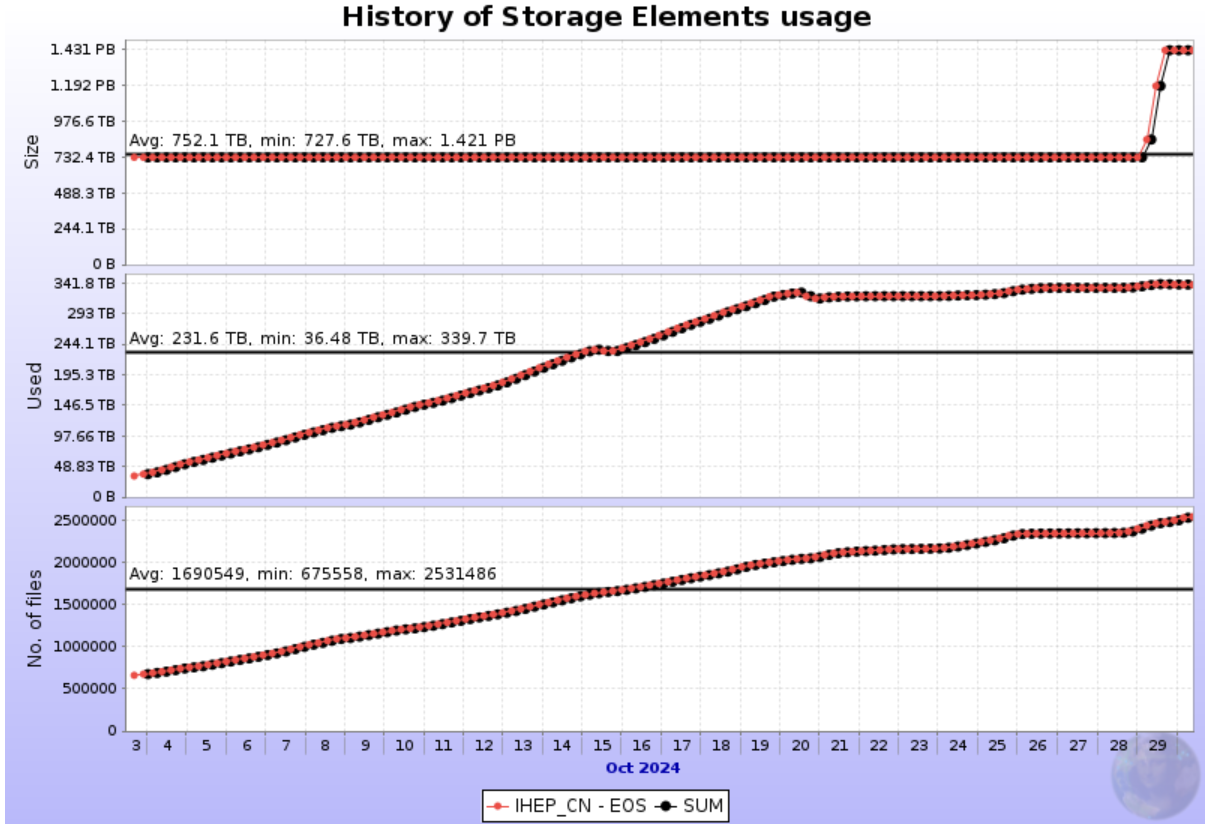 History of Storage Elements usage
Size
1.431 PB
1.192 PB
976.6 TB
732.4 TB
488.3 TB
244.1 TB
0 B
Avg: 752.1 TB, min: 727.6 TB, max: 1.421 PB
Used
341.8 TB
293 TB
244.1 TB
195.3 TB
146.5 TB
97.66 TB
48.83 TB
0 B
Avg: 231.6 TB, min: 36.48 TB, max: 339.7 TB
No. of files
2500000
2000000
1500000
1000000
500000
0
Avg: 1690549, min: 675558, max: 2531486
3 4 5 6 7 8 9 10 11 12 13 14 15 16 17 18 19 20 21 22 23 24 25 26 27 28 29
Oct 2024
IHEP_CN - EOS SUM